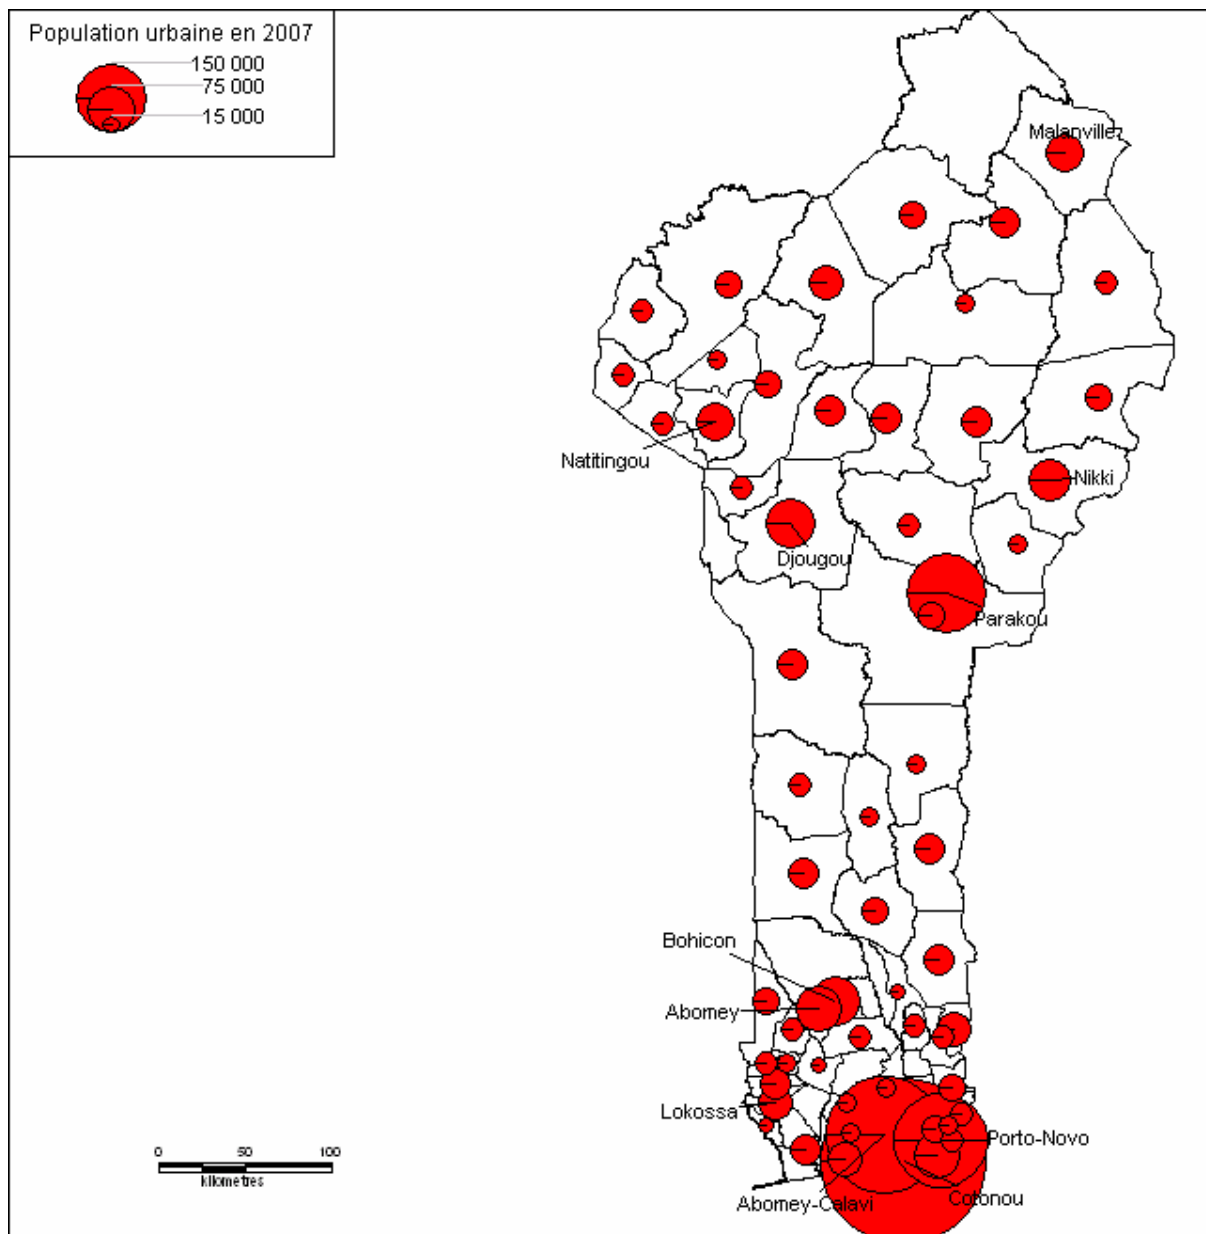 Population urbaine en 2007
150 000
75 000
15 000
Malanville
Natitingou
Nikki
Djougou
Parakou
Bohicon
Abomey
Lokossa
Porto-Novo
Abomey-Calavi
Cotonou
0 50 100
kilometres